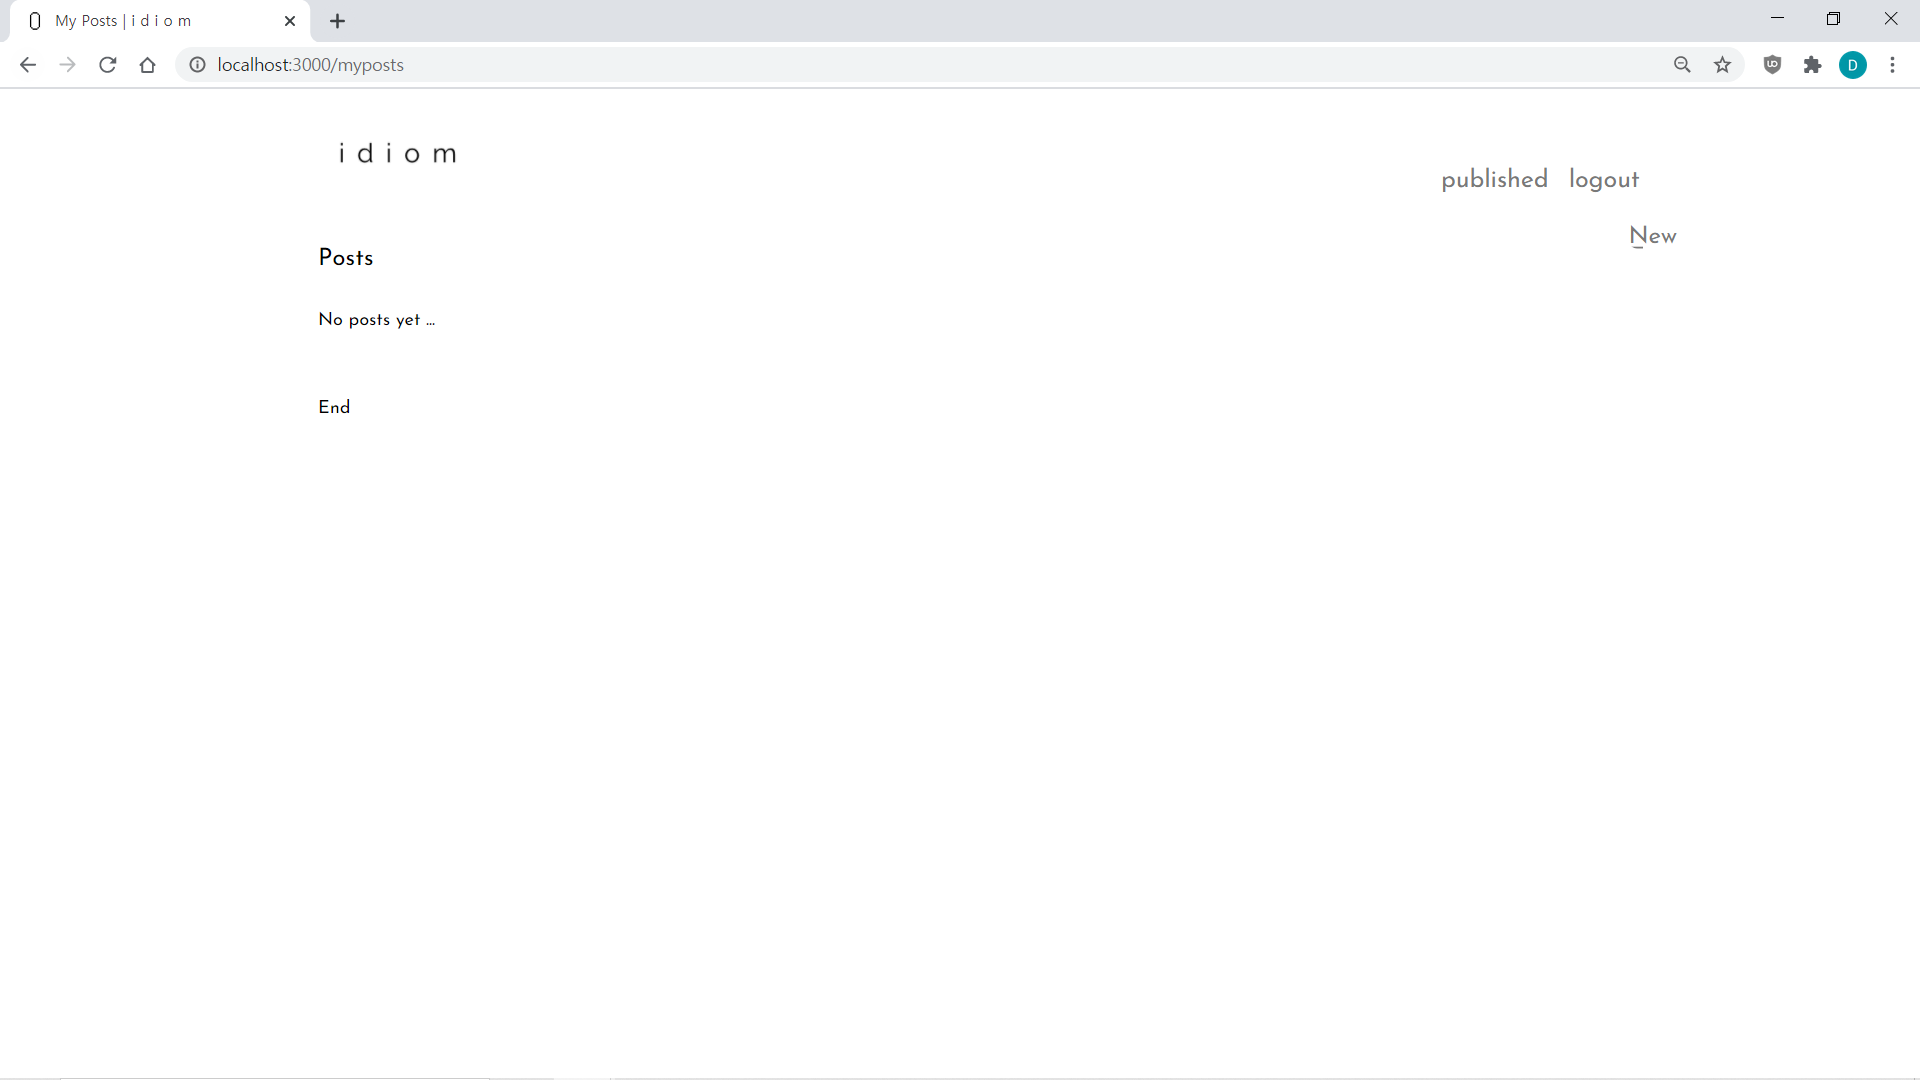 My Posts | i d i o m
localhost:3000/myposts
D
i d i o m
published logout
New
Posts
No posts yet ...
End